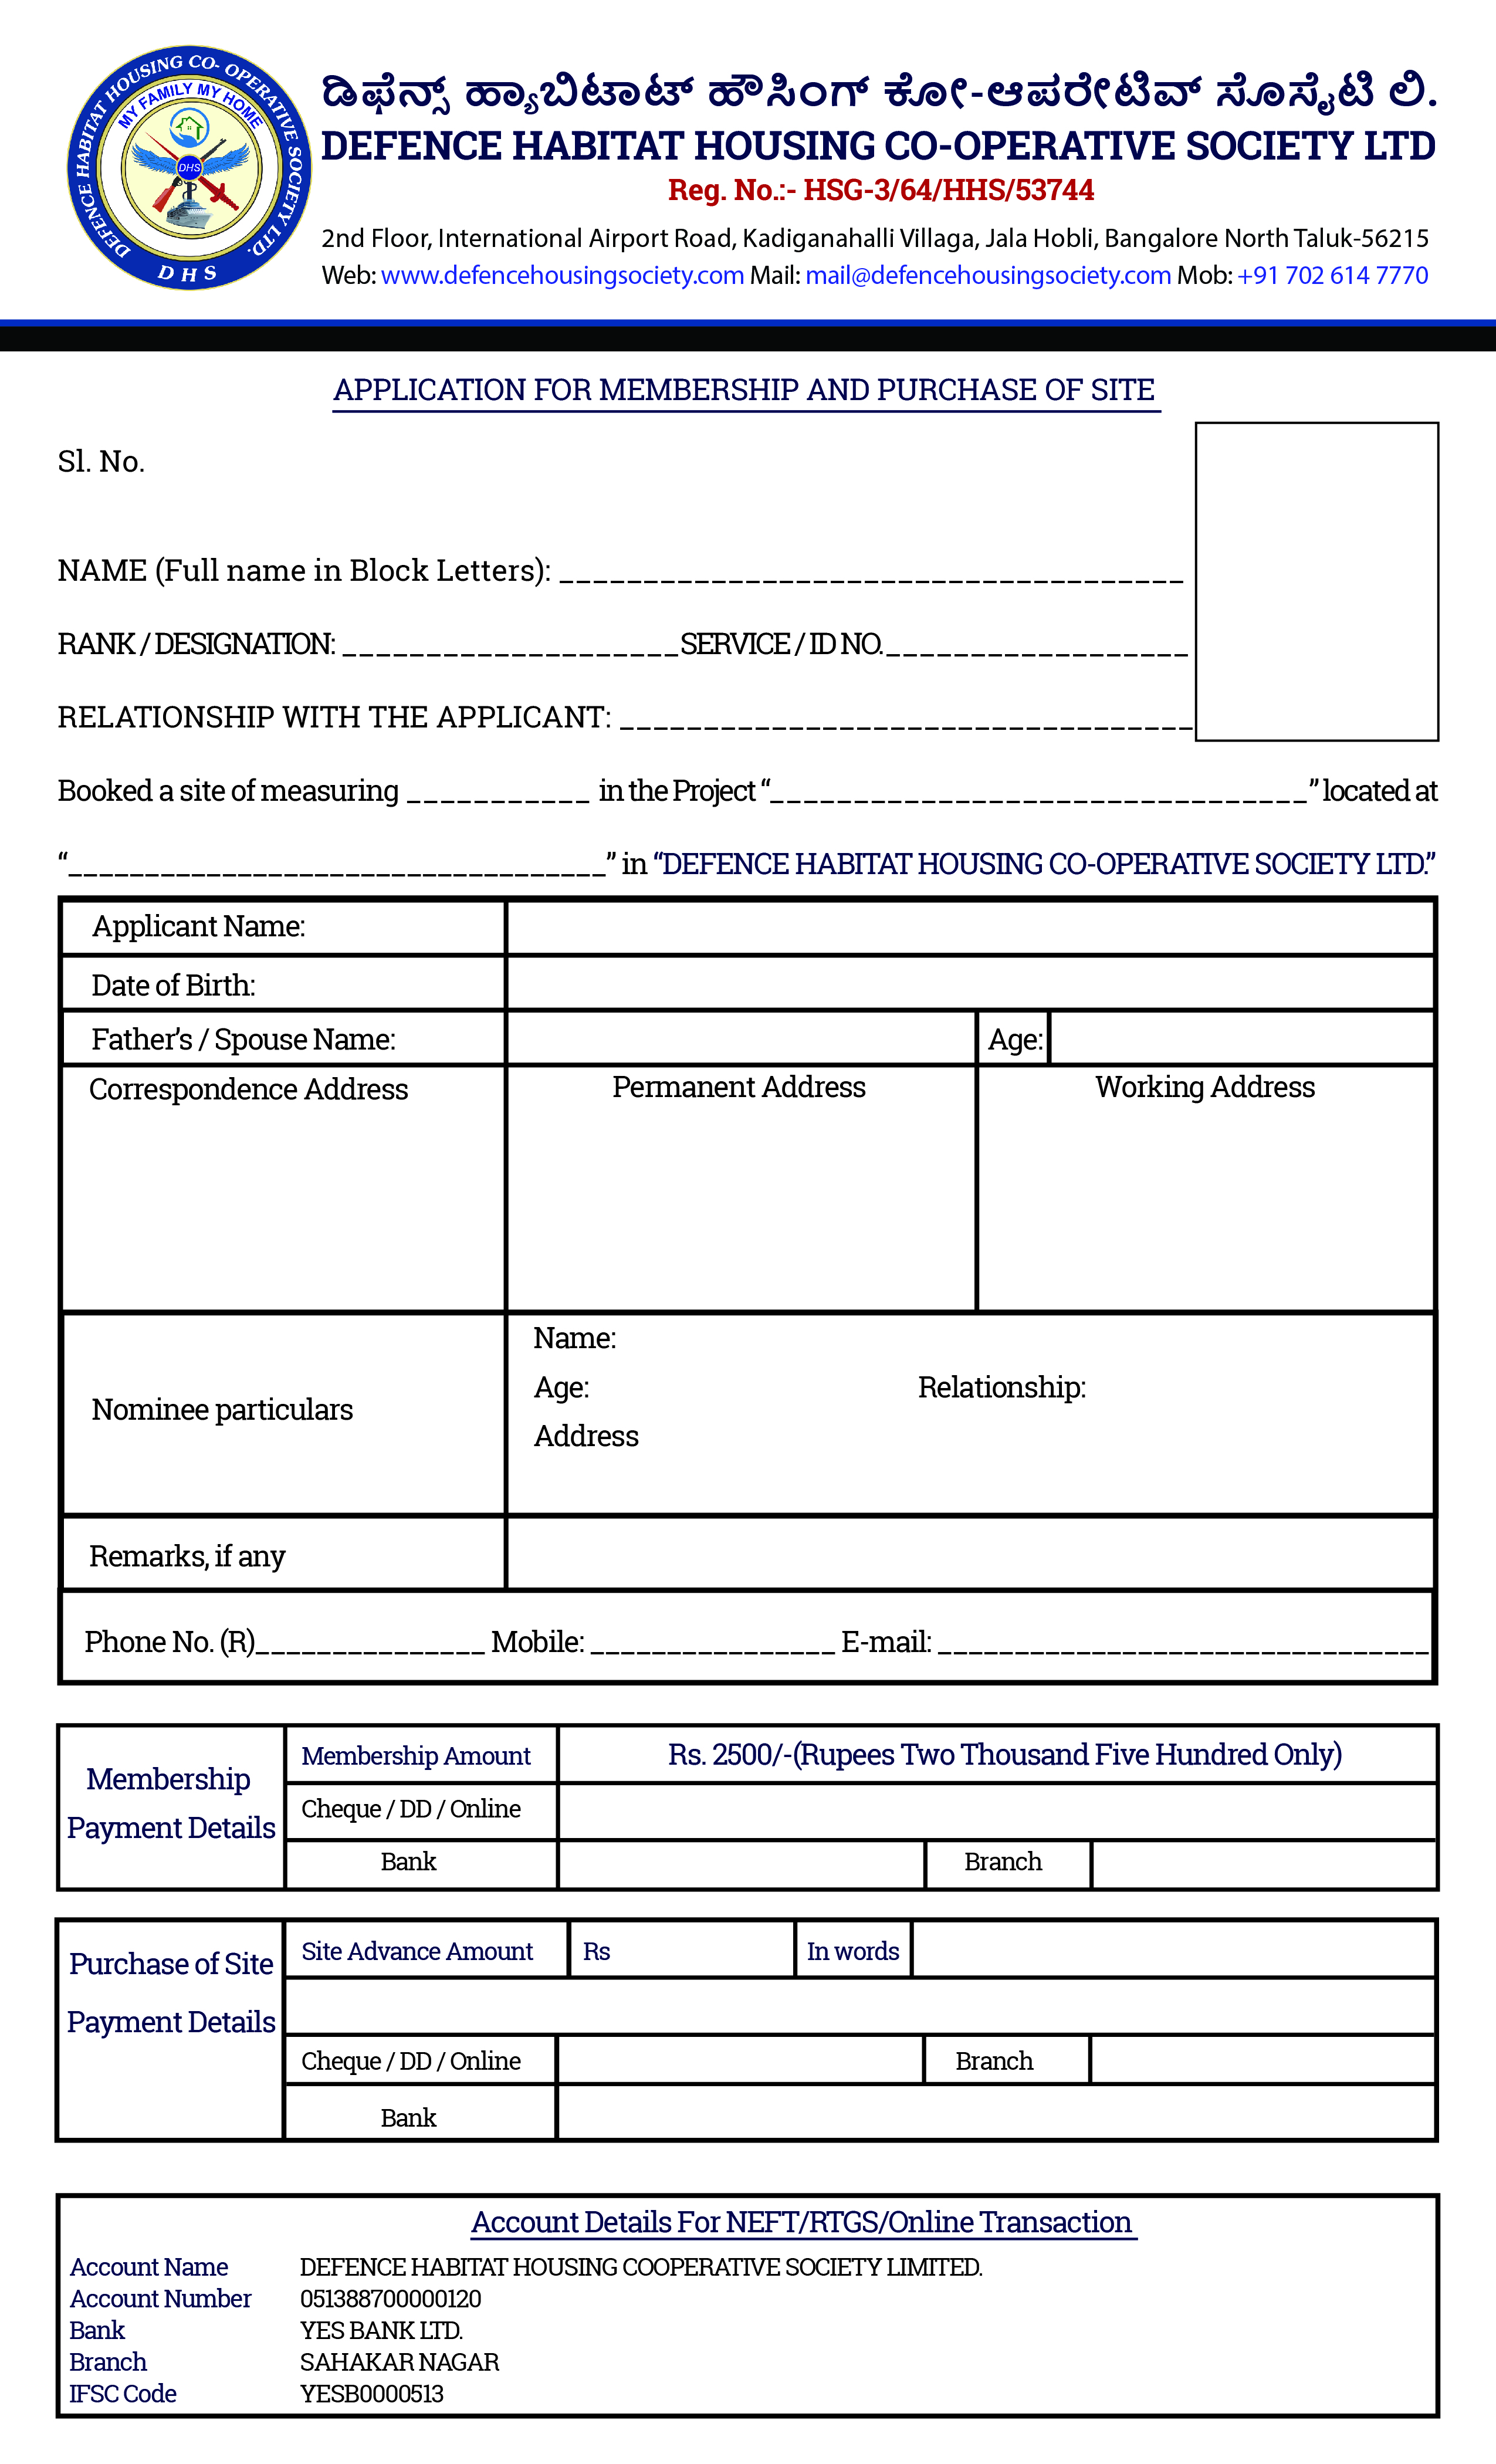 DEFENCE HABITAT HOUSING CO- OPERATIVE SOCIETY LTD.
MY FAMILY MY HOME
DHS
D H S
ಡಿಫೆನ್ಸ್ ಹ್ಯಾಬಿಟಾಟ್ ಹೌಸಿಂಗ್ ಕೋ-ಆಪರೇಟಿವ್ ಸೊಸೈಟಿ ಲಿ.
DEFENCE HABITAT HOUSING CO-OPERATIVE SOCIETY LTD
Reg. No.:- HSG-3/64/HHS/53744
2nd Floor, International Airport Road, Kadiganahalli Villaga, Jala Hobli, Bangalore North Taluk-56215
Web: www.defencehousingsociety.com Mail: mail@defencehousingsociety.com Mob: +91 702 614 7770
APPLICATION FOR MEMBERSHIP AND PURCHASE OF SITE
Sl. No.
NAME (Full name in Block Letters): ____________________________________
RANK / DESIGNATION: ____________________SERVICE / ID NO.__________________
RELATIONSHIP WITH THE APPLICANT: __________________________________
Booked a site of measuring ___________ in the Project “________________________________” located at
“___________________________________” in “DEFENCE HABITAT HOUSING CO-OPERATIVE SOCIETY LTD.”
Applicant Name:
Date of Birth:
Father’s / Spouse Name: Age:
Correspondence Address Permanent Address Working Address
Nominee particulars
Name:
Age: Relationship:
Address
Remarks, if any
Phone No. (R)_______________ Mobile: ________________ E-mail: ________________________________
Membership
Payment Details
Membership Amount Rs. 2500/-(Rupees Two Thousand Five Hundred Only)
Cheque / DD / Online
Bank Branch
Purchase of Site
Payment Details
Site Advance Amount Rs In words
Cheque / DD / Online Branch
Bank
Account Details For NEFT/RTGS/Online Transaction
Account Name DEFENCE HABITAT HOUSING COOPERATIVE SOCIETY LIMITED.
Account Number 051388700000120
Bank YES BANK LTD.
Branch SAHAKAR NAGAR
IFSC Code YESB0000513